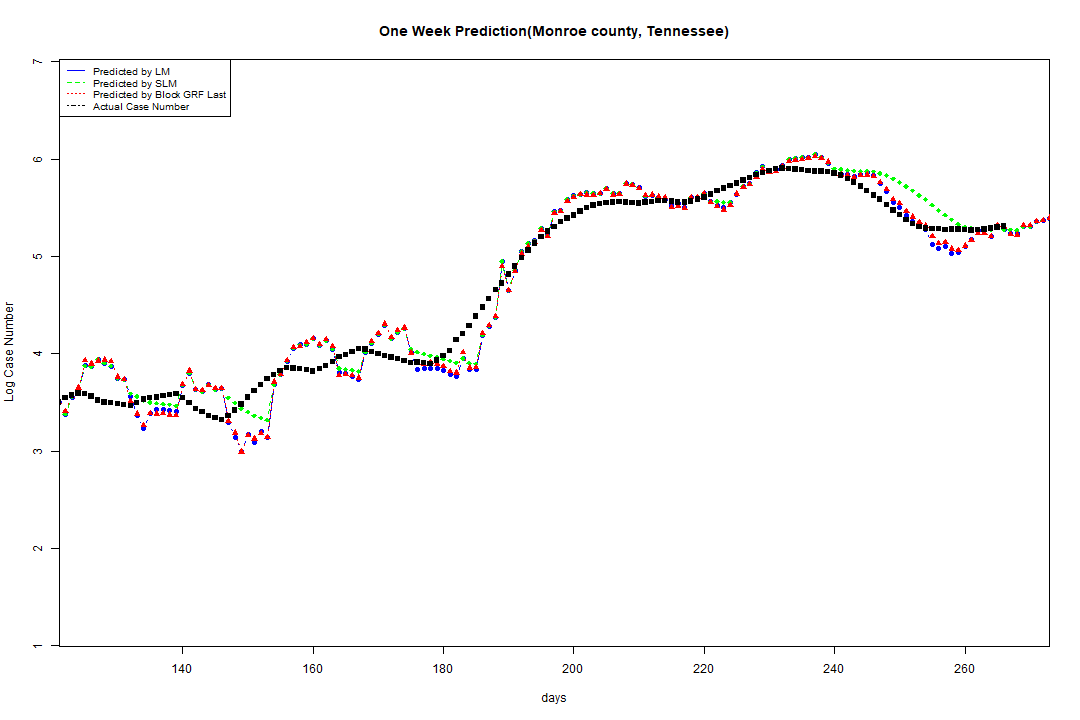 One Week Prediction(Monroe county, Tennessee)
Predicted by LM
Predicted by SLM
Predicted by Block GRF Last
Actual Case Number
7
6
5
4
3
2
1
Log Case Number
140 160 180 200 220 240 260
days